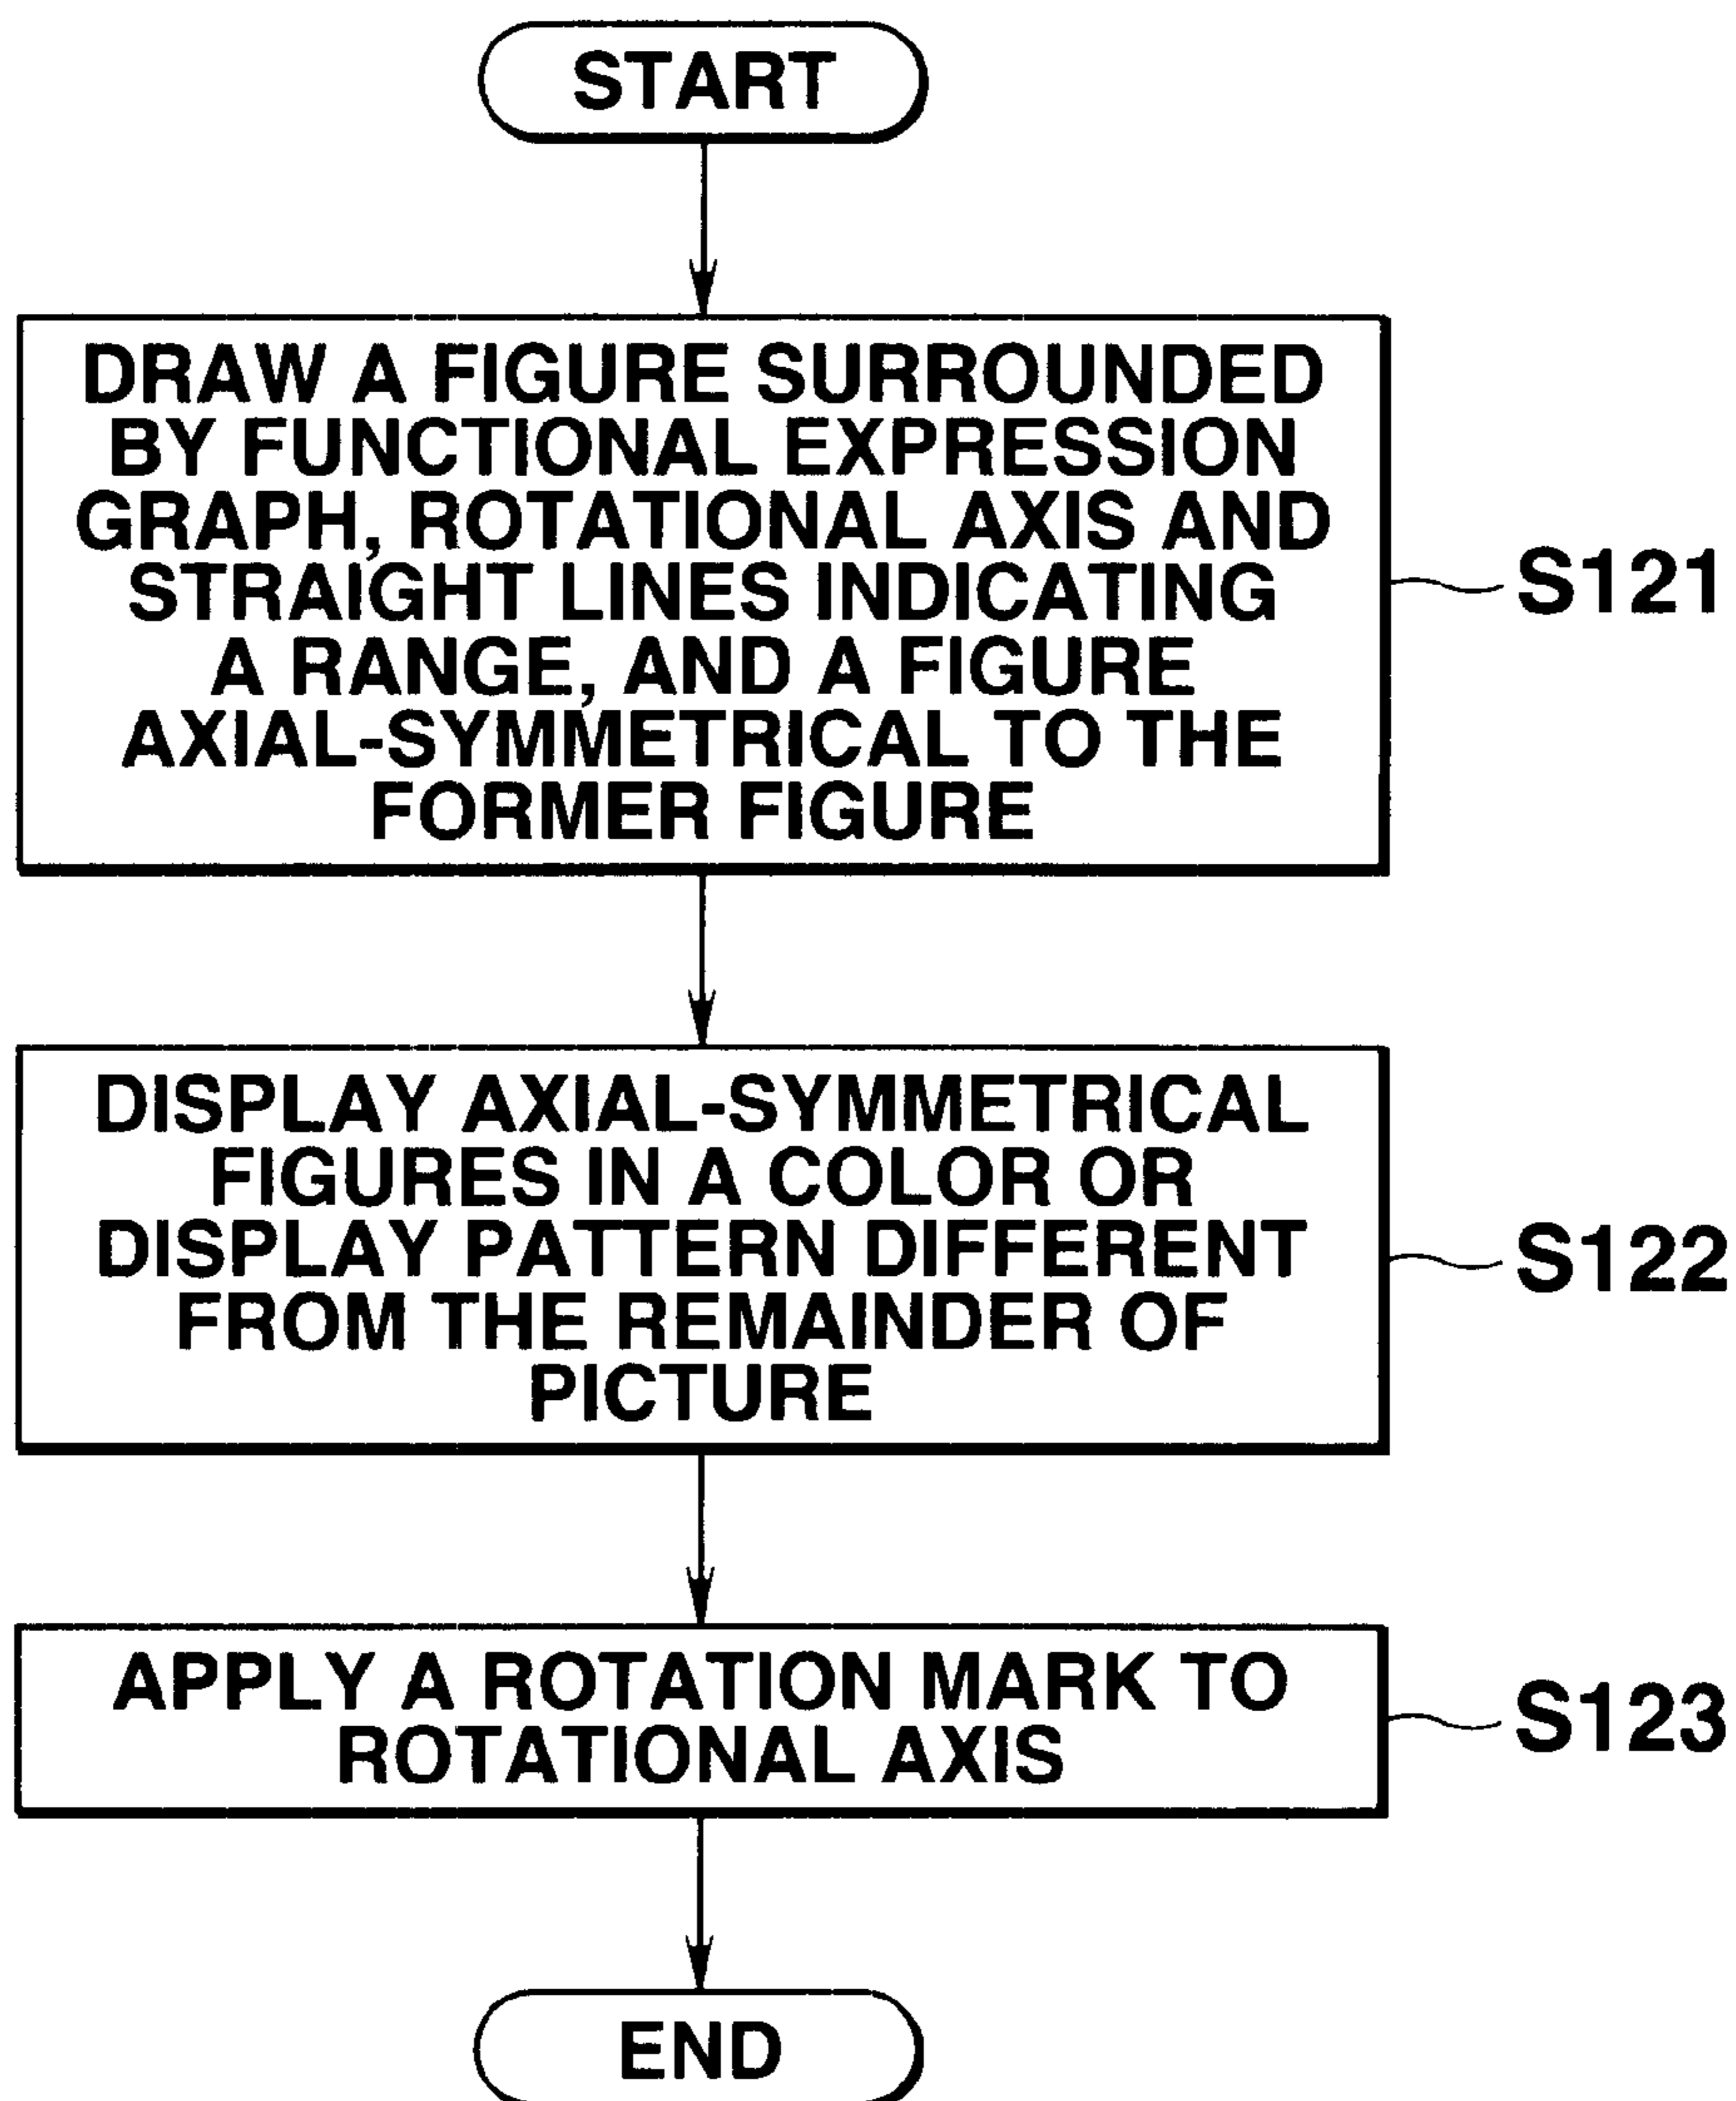 START
DRAW A FIGURE SURROUNDED
BY FUNCTIONAL EXPRESSION
GRAPH, ROTATIONAL AXIS AND
STRAIGHT LINES INDICATING
A RANGE, AND A FIGURE
AXIAL-SYMMETRICAL TO THE
FORMER FIGURE
S121
DISPLAY AXIAL-SYMMETRICAL
FIGURES IN A COLOR OR
DISPLAY PATTERN DIFFERENT
FROM THE REMAINDER OF
PICTURE
S122
APPLY A ROTATION MARK TO
ROTATIONAL AXIS
S123
END